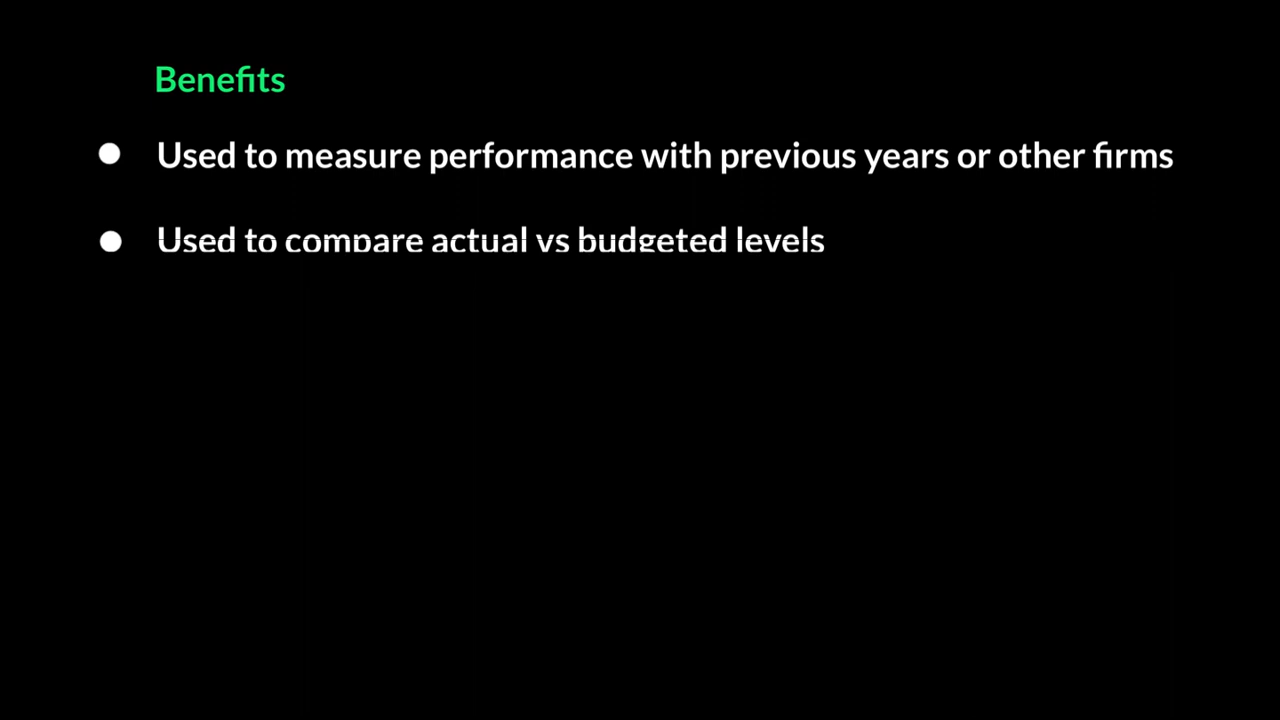 Benefits
Used to measure performance with previous years or other firms
Used to compare actual vs budgeted levels